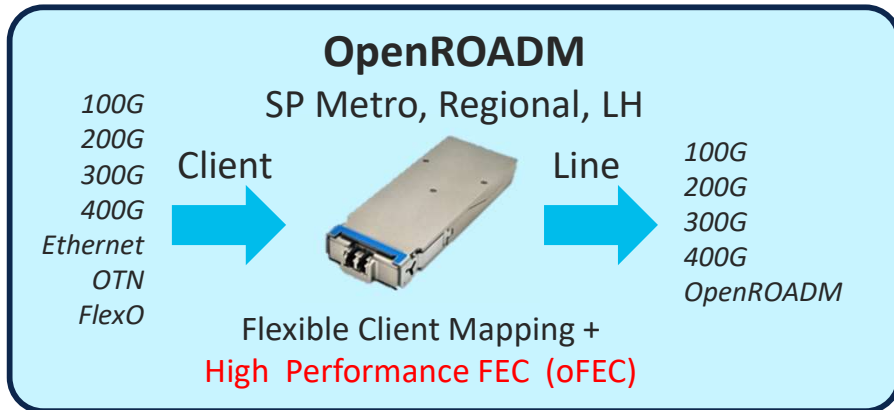 OpenROADM
SP Metro, Regional, LH
100G
200G
300G
400G
Ethernet
OTN
FlexO
Client
Line
100G
200G
300G
400G
OpenROADM
Flexible Client Mapping +
High Performance FEC (oFEC)